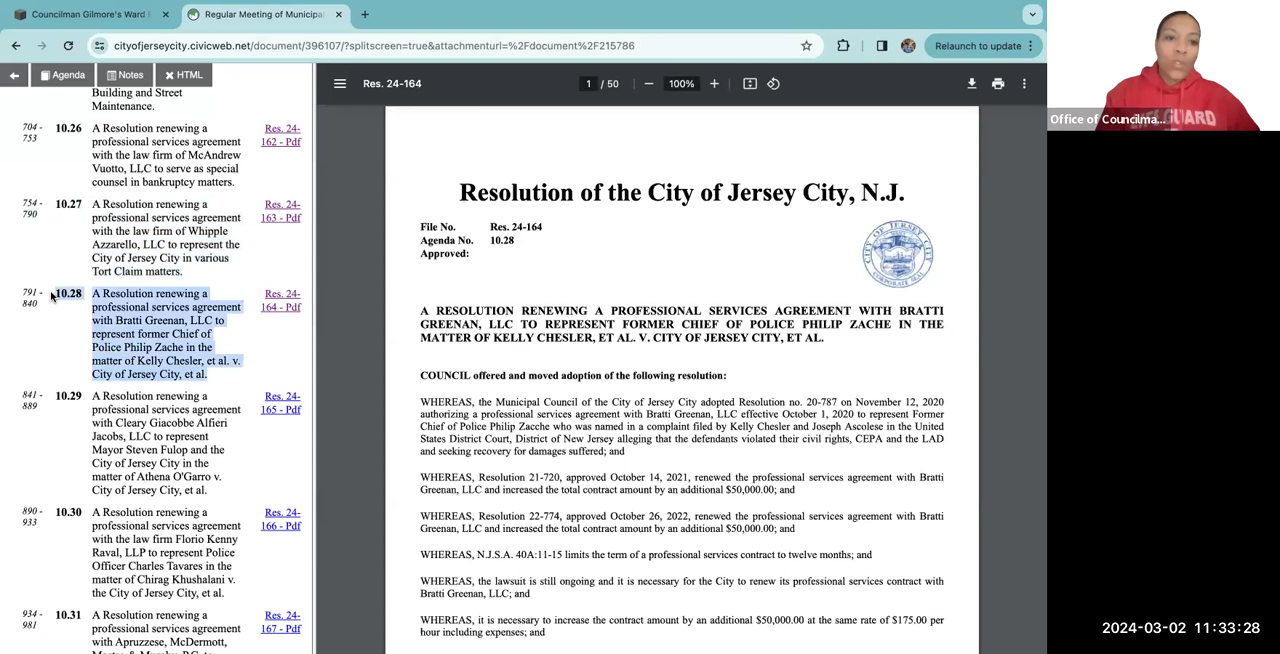 Councilman Gilmore's Ward
Regular Meeting of Municipal
cityofjerseycity.civicweb.net/document/396107/?splitscreen=true&attachmenturl=%2Fdocument%2F215786
Relaunch to update
Agenda
Notes
HTML
Res. 24-164
1 / 50
100%
Building and Street
Maintenance.
704 -
753
10.26
A Resolution renewing a
professional services agreement
with the law firm of McAndrew
Vuotto, LLC to serve as special
counsel in bankruptcy matters.
Res. 24-
162 - Pdf
754 -
790
10.27
A Resolution renewing a
professional services agreement
with the law firm of Whipple
Azzarello, LLC to represent the
City of Jersey City in various
Tort Claim matters.
Res. 24-
163 - Pdf
791 -
840
10.28
A Resolution renewing a
professional services agreement
with Bratti Greenan, LLC to
represent former Chief of
Police Philip Zache in the
matter of Kelly Chesler, et al. v.
City of Jersey City, et al.
Res. 24-
164 - Pdf
841 -
889
10.29
A Resolution renewing a
professional services agreement
with Cleary Giacobbe Alfieri
Jacobs, LLC to represent
Mayor Steven Fulop and the
City of Jersey City in the
matter of Athena O'Garro v.
City of Jersey City, et al.
Res. 24-
165 - Pdf
890 -
933
10.30
A Resolution renewing a
professional services agreement
with the law firm Florio Kenny
Raval, LLP to represent Police
Officer Charles Tavares in the
matter of Chirag Khushalani v.
the City of Jersey City, et al.
Res. 24-
166 - Pdf
934 -
981
10.31
A Resolution renewing a
professional services agreement
with Apruzzese, McDermott,
Res. 24-
167 - Pdf
Resolution of the City of Jersey City, N.J.
File No. Res. 24-164
Agenda No. 10.28
Approved:
A RESOLUTION RENEWING A PROFESSIONAL SERVICES AGREEMENT WITH BRATTI
GREENAN, LLC TO REPRESENT FORMER CHIEF OF POLICE PHILIP ZACHE IN THE
MATTER OF KELLY CHESLER, ET AL. V. CITY OF JERSEY CITY, ET AL.
COUNCIL offered and moved adoption of the following resolution:
WHEREAS, the Municipal Council of the City of Jersey City adopted Resolution no. 20-787 on November 12, 2020
authorizing a professional services agreement with Bratti Greenan, LLC effective October 1, 2020 to represent Former
Chief of Police Philip Zacche who was named in a complaint filed by Kelly Chesler and Joseph Ascolese in the United
States District Court, District of New Jersey alleging that the defendants violated their civil rights, CEPA and the LAD
and seeking recovery for damages suffered; and
WHEREAS, Resolution 21-720, approved October 14, 2021, renewed the professional services agreement with Bratti
Greenan, LLC and increased the total contract amount by an additional $50,000.00; and
WHEREAS, Resolution 22-774, approved October 26, 2022, renewed the professional services agreement with Bratti
Greenan, LLC and increased the total contract amount by an additional $50,000.00; and
WHEREAS, N.J.S.A. 40A:11-15 limits the term of a professional services contract to twelve months; and
WHEREAS, the lawsuit is still ongoing and it is necessary for the City to renew its professional services contract with
Bratti Greenan, LLC; and
WHEREAS, it is necessary to increase the contract amount by an additional $50,000.00 at the same rate of $175.00 per
hour including expenses; and
Office of Councilma...
GUARD
2024-03-02 11:33:28